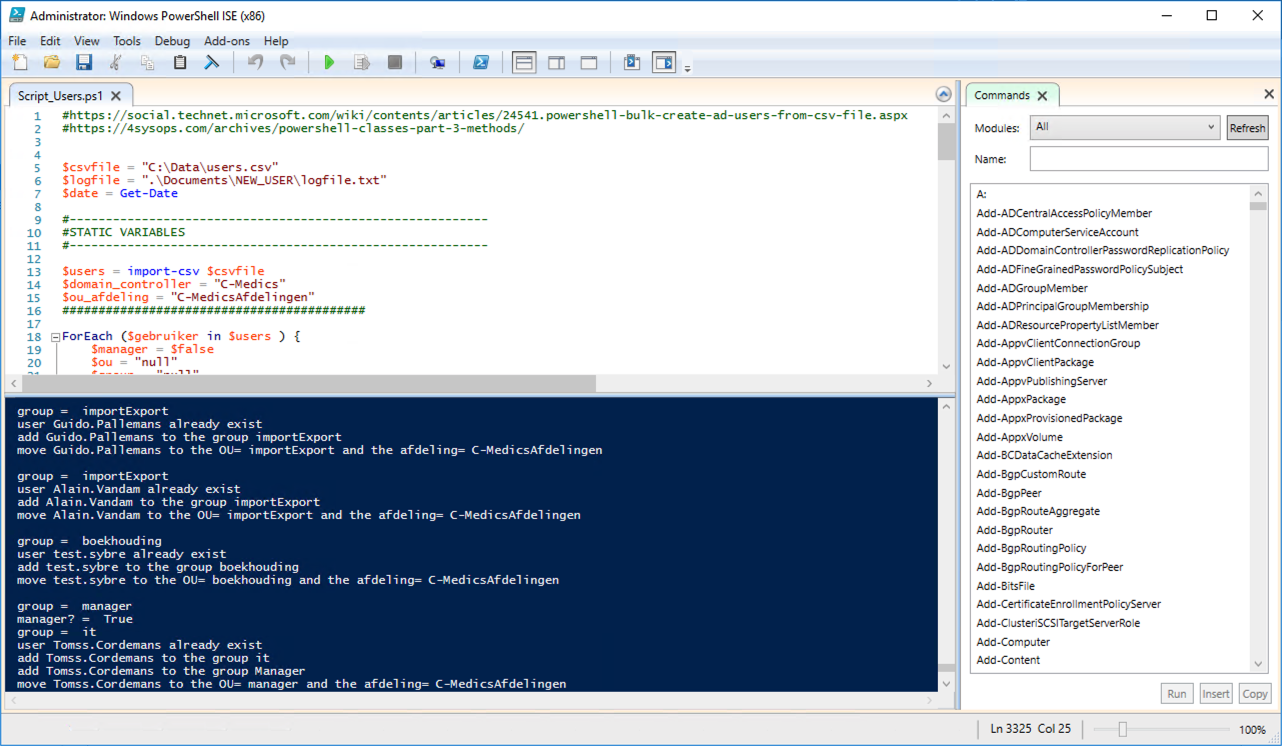 Administrator: Windows PowerShell ISE (x86)
File Edit View Tools Debug Add-ons Help
Script_Users.ps1
1 #https://social.technet.microsoft.com/wiki/contents/articles/24541.powershell-bulk-create-ad-users-from-csv-file.aspx
2 #https://4sysops.com/archives/powershell-classes-part-3-methods/
3
4
5 $csvfile = "C:\Data\users.csv"
6 $logfile = ".\Documents\NEW_USER\logfile.txt"
7 $date = Get-Date
8
9 #----------------------------------------------------------
10 #STATIC VARIABLES
11 #----------------------------------------------------------
12
13 $users = import-csv $csvfile
14 $domain_controller = "C-Medics"
15 $ou_afdeling = "C-MedicsAfdelingen"
16 ##########################################
17
18 ForEach ($gebruiker in $users ) {
19 $manager = $false
20 $ou = "null"
group = importExport
user Guido.Pallemans already exist
add Guido.Pallemans to the group importExport
move Guido.Pallemans to the OU= importExport and the afdeling= C-MedicsAfdelingen
group = importExport
user Alain.Vandam already exist
add Alain.Vandam to the group importExport
move Alain.Vandam to the OU= importExport and the afdeling= C-MedicsAfdelingen
group = boekhouding
user test.sybre already exist
add test.sybre to the group boekhouding
move test.sybre to the OU= boekhouding and the afdeling= C-MedicsAfdelingen
group = manager
manager? = True
group = it
user Tomss.Cordemans already exist
add Tomss.Cordemans to the group it
add Tomss.Cordemans to the group Manager
move Tomss.Cordemans to the OU= manager and the afdeling= C-MedicsAfdelingen
Commands
Modules: All Refresh
Name:
A:
Add-ADCentralAccessPolicyMember
Add-ADComputerServiceAccount
Add-ADDomainControllerPasswordReplicationPolicy
Add-ADFineGrainedPasswordPolicySubject
Add-ADGroupMember
Add-ADPrincipalGroupMembership
Add-ADResourcePropertyListMember
Add-AppvClientConnectionGroup
Add-AppvClientPackage
Add-AppvPublishingServer
Add-AppxPackage
Add-AppxProvisionedPackage
Add-AppxVolume
Add-BCDataCacheExtension
Add-BgpCustomRoute
Add-BgpPeer
Add-BgpRouteAggregate
Add-BgpRouter
Add-BgpRoutingPolicy
Add-BgpRoutingPolicyForPeer
Add-BitsFile
Add-CertificateEnrollmentPolicyServer
Add-ClusteriSCSITargetServerRole
Add-Computer
Add-Content
Run Insert Copy
Ln 3325 Col 25 100%